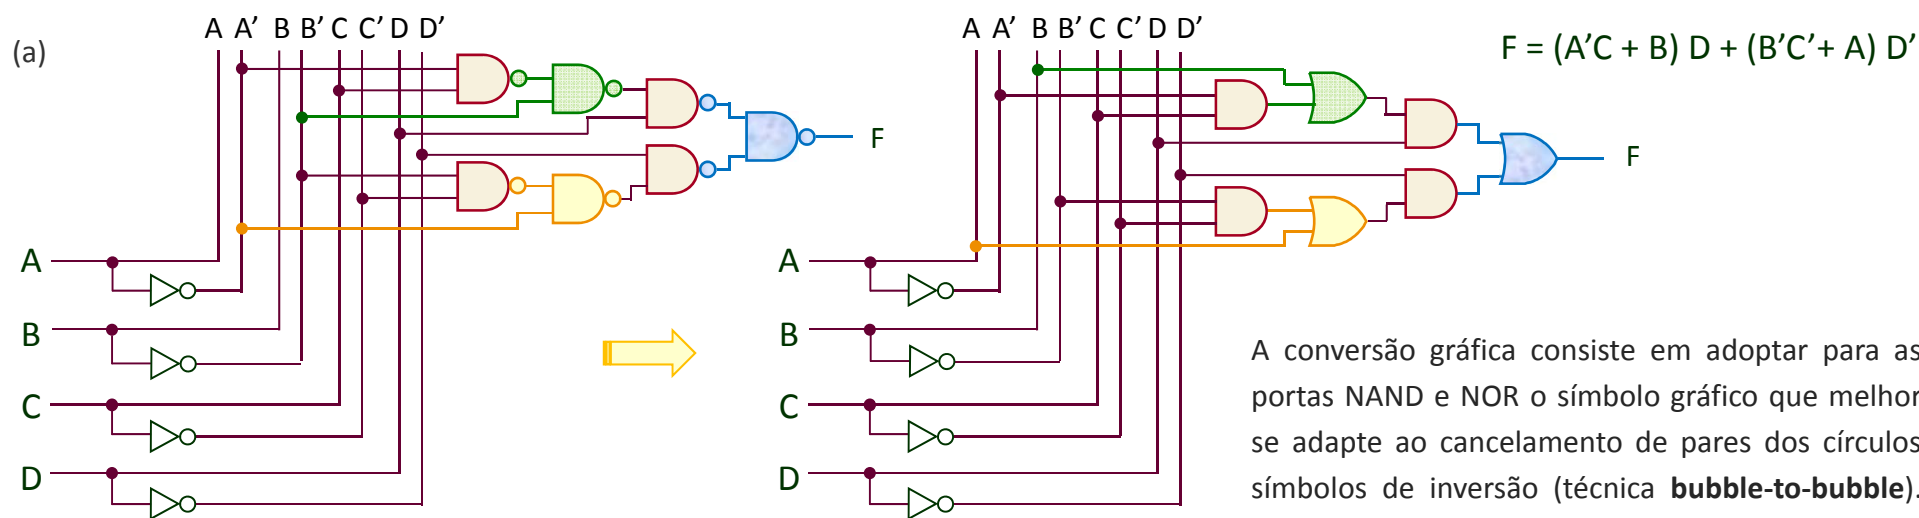 (a)
A A’ B B’ C C’ D D’
A A’ B B’ C C’ D D’
F = (A’C + B) D + (B’C’+ A) D’
F
F
A
B
C
D
A
B
C
D
A conversão gráfica consiste em adoptar para as
portas NAND e NOR o símbolo gráfico que melhor
se adapte ao cancelamento de pares dos círculos
símbolos de inversão (técnica bubble-to-bubble).